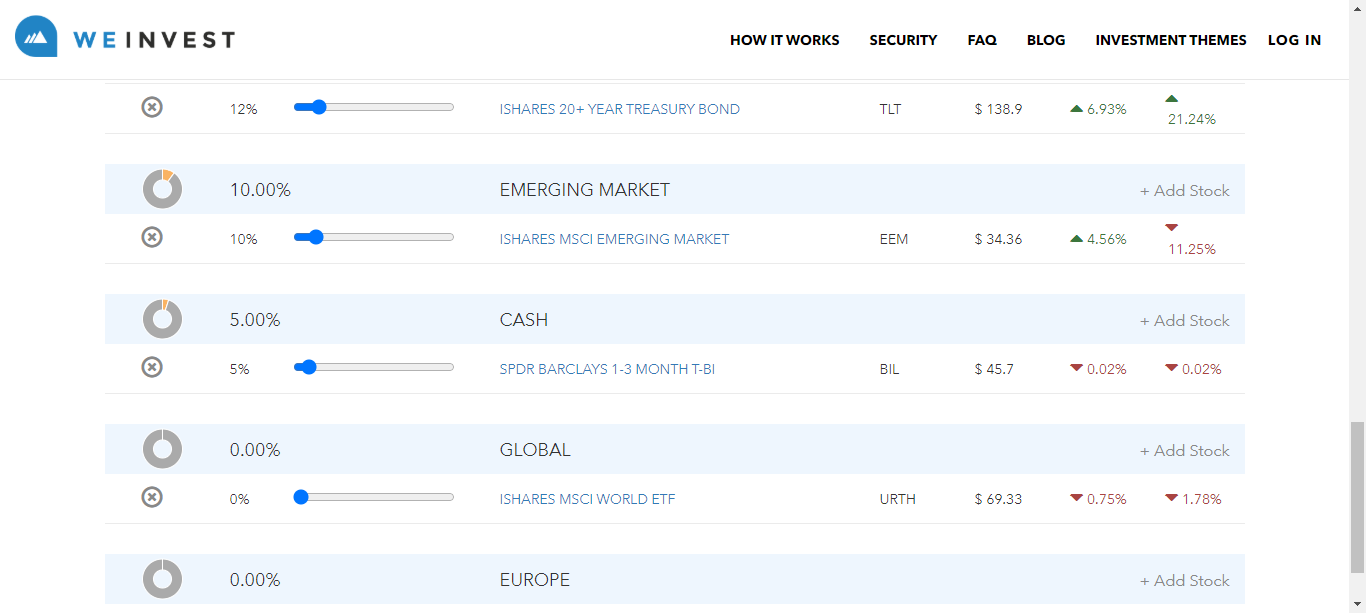 WEINVEST
HOW IT WORKS SECURITY FAQ BLOG INVESTMENT THEMES LOG IN
12% ISHARES 20+ YEAR TREASURY BOND TLT $ 138.9 6.93% 21.24%
10.00% EMERGING MARKET + Add Stock
10% ISHARES MSCI EMERGING MARKET EEM $ 34.36 4.56% 11.25%
5.00% CASH + Add Stock
5% SPDR BARCLAYS 1-3 MONTH T-BI BIL $ 45.7 0.02% 0.02%
0.00% GLOBAL + Add Stock
0% ISHARES MSCI WORLD ETF URTH $ 69.33 0.75% 1.78%
0.00% EUROPE + Add Stock